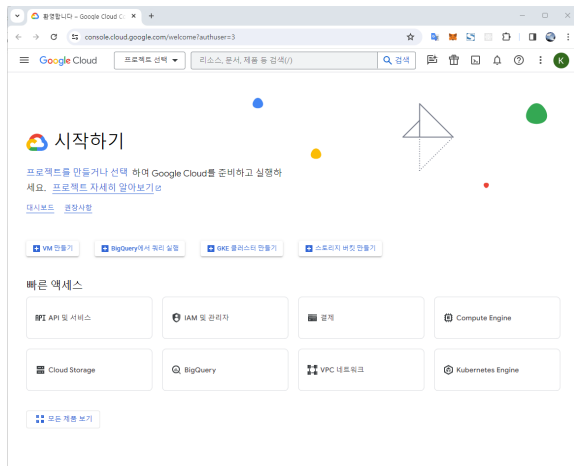 환영합니다 – Google Cloud Co
console.cloud.google.com/welcome?authuser=3
Google Cloud
프로젝트 선택
리소스, 문서, 제품 등 검색(/)
검색
K
시작하기
프로젝트를 만들거나 선택 하여 Google Cloud를 준비하고 실행하
세요. 프로젝트 자세히 알아보기
대시보드 권장사항
VM 만들기
BigQuery에서 쿼리 실행
GKE 클러스터 만들기
스토리지 버킷 만들기
빠른 액세스
API API 및 서비스
IAM 및 관리자
결제
Compute Engine
Cloud Storage
BigQuery
VPC 네트워크
Kubernetes Engine
모든 제품 보기